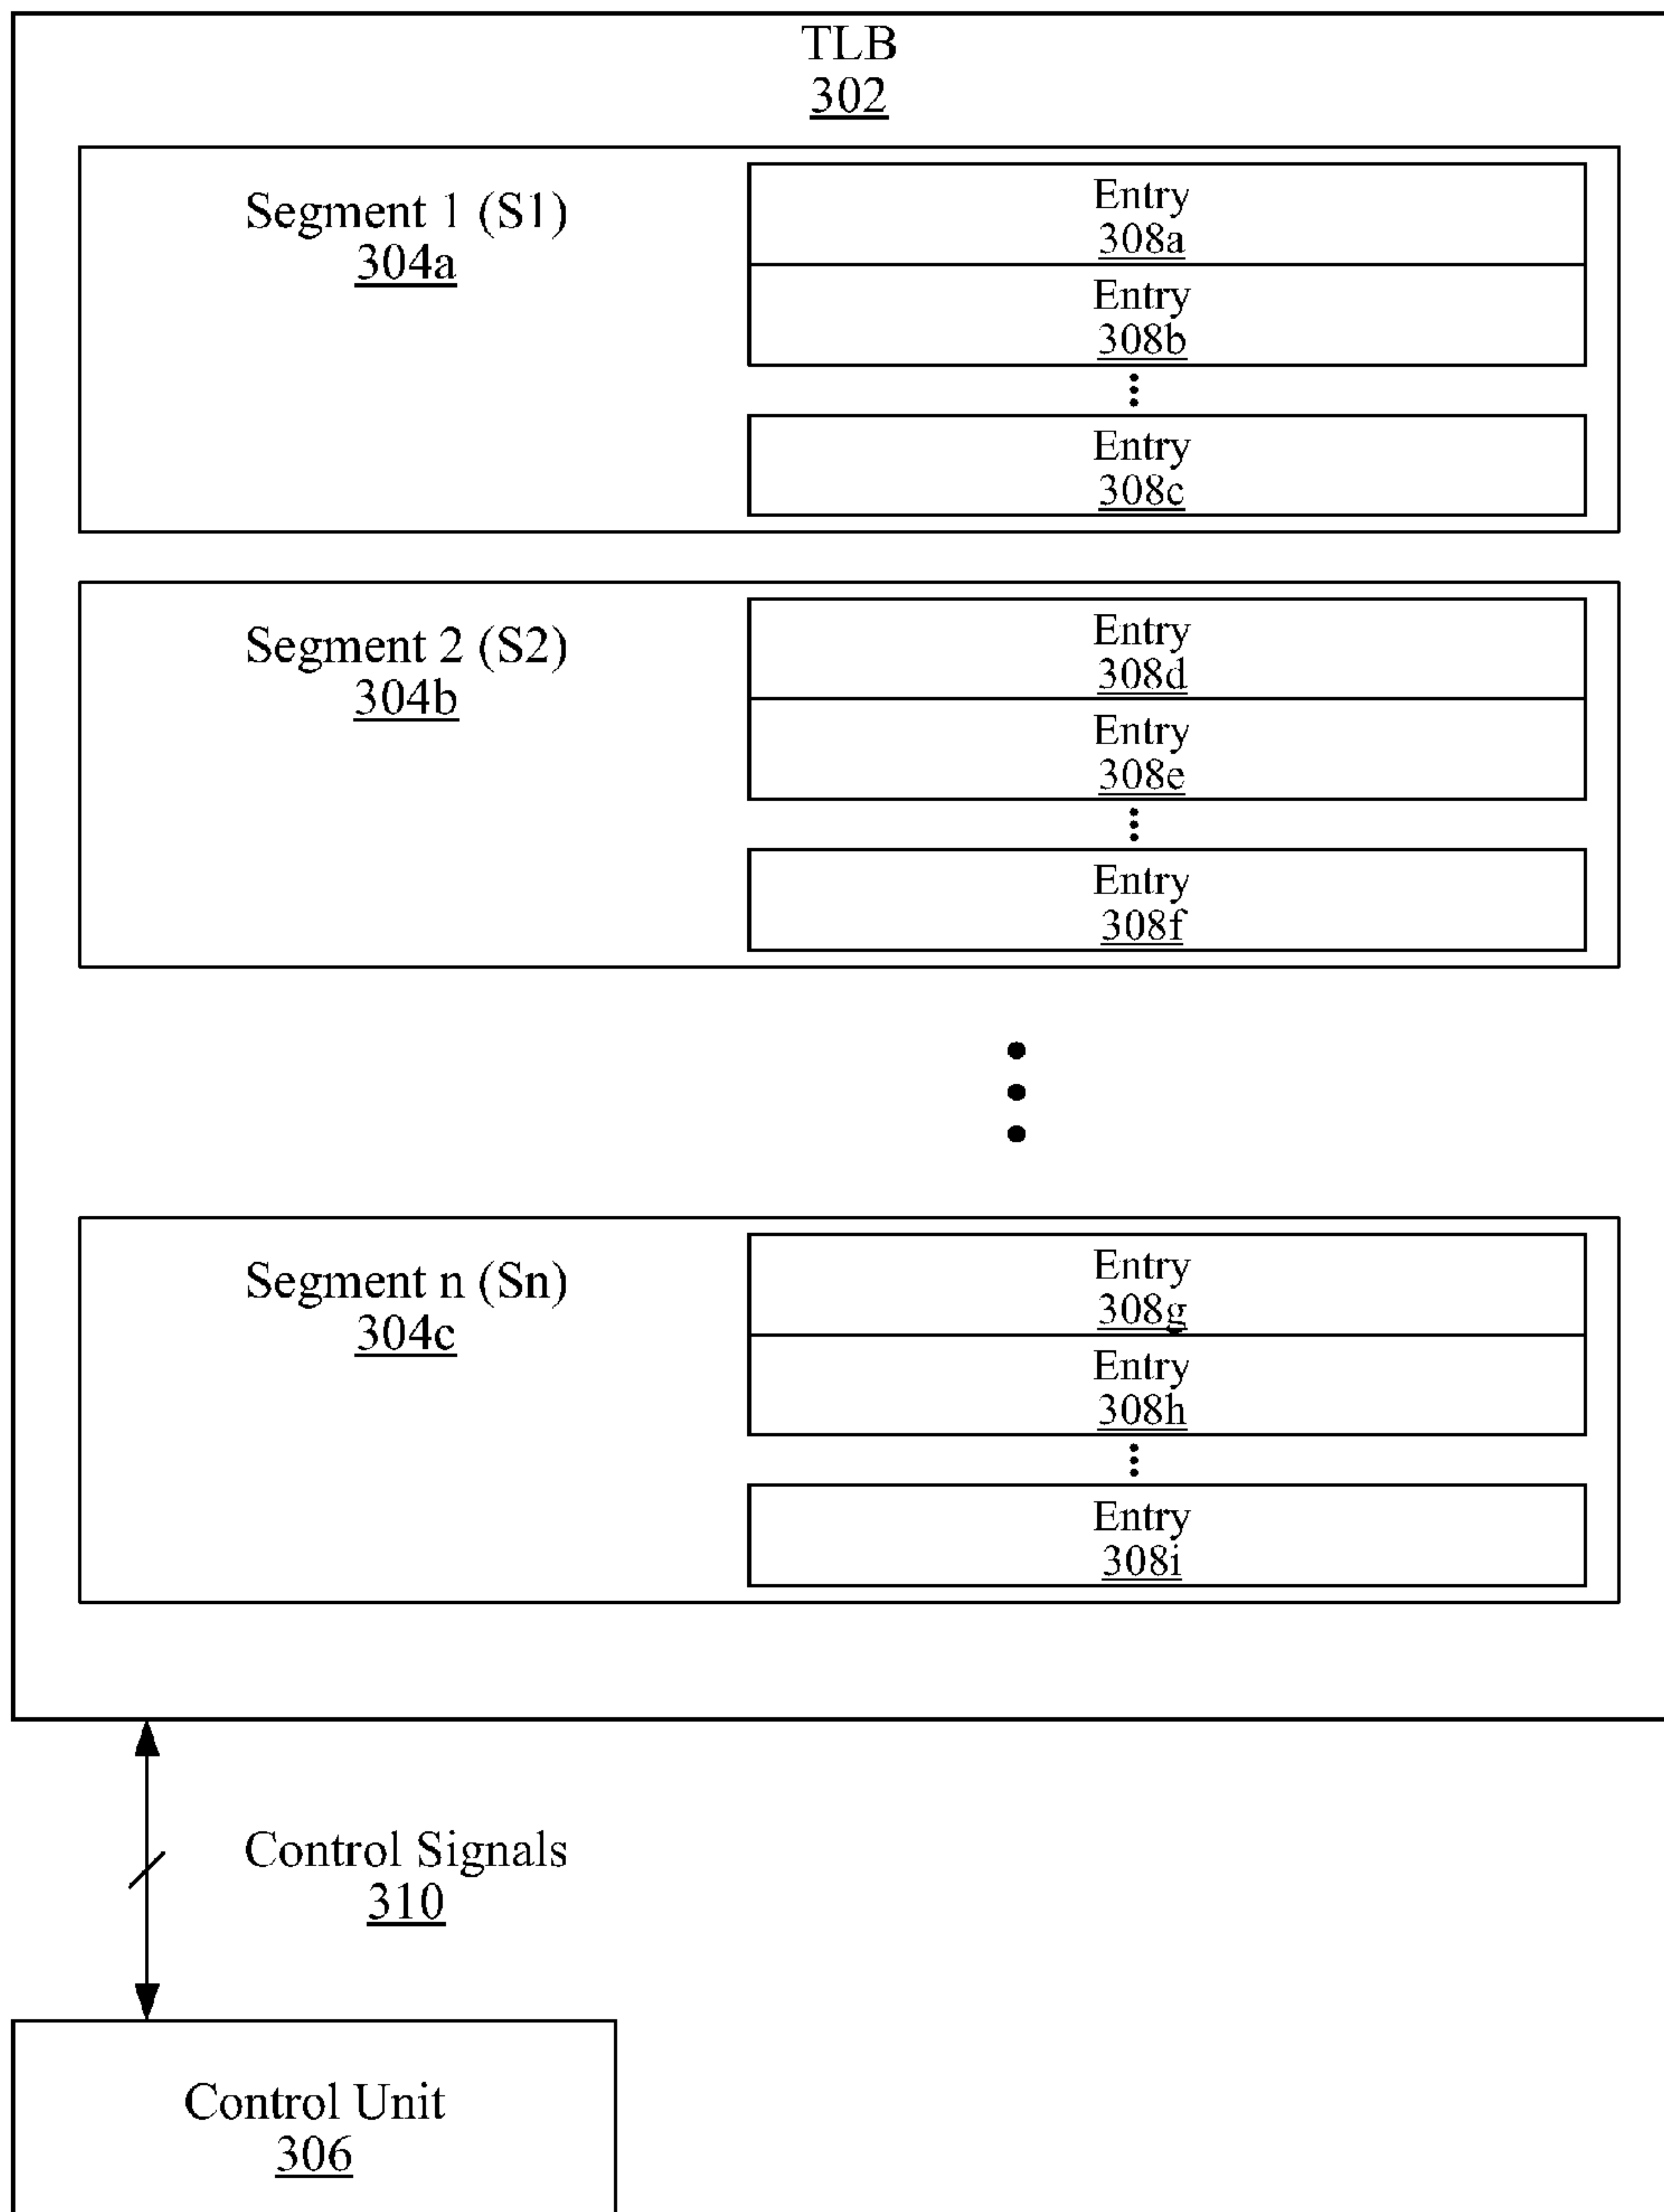 TLB
302
Segment 1 (S1)
304a
Entry
308a
Entry
308b
Entry
308c
Segment 2 (S2)
304b
Entry
308d
Entry
308e
Entry
308f
Segment n (Sn)
304c
Entry
308g
Entry
308h
Entry
308i
Control Signals
310
Control Unit
306